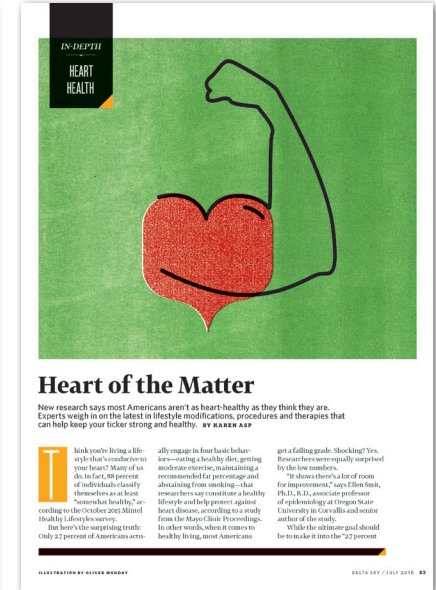 IN-DEPTH
HEART
HEALTH
Heart of the Matter
New research says most Americans aren't as heart-healthy as they think they are.
Experts weigh in on the latest in lifestyle modifications, procedures and therapies that
can help keep your ticker strong and healthy. BY KAREN ASP
Think you're living a life-
style that's conducive to
your heart? Many of us
do. In fact, 88 percent
of individuals classify
themselves as at least
"somewhat healthy," ac-
cording to the October 2015 Mintel
Healthy Lifestyles survey.
But here's the surprising truth:
Only 2.7 percent of Americans actu-
ally engage in four basic behav-
iors—eating a healthy diet, getting
moderate exercise, maintaining a
recommended fat percentage and
abstaining from smoking—that
researchers say constitute a healthy
lifestyle and help protect against
heart disease, according to a study
from the Mayo Clinic Proceedings.
In other words, when it comes to
healthy living, most Americans
get a failing grade. Shocking? Yes.
Researchers were equally surprised
by the low numbers.
"It shows there's a lot of room
for improvement," says Ellen Smit,
Ph.D., R.D., associate professor
of epidemiology at Oregon State
University in Corvallis and senior
author of the study.
While the ultimate goal should
be to make it into the "2.7 percent
ILLUSTRATION BY OLIVER MUNDAY
DELTA SKY / JULY 2016 83